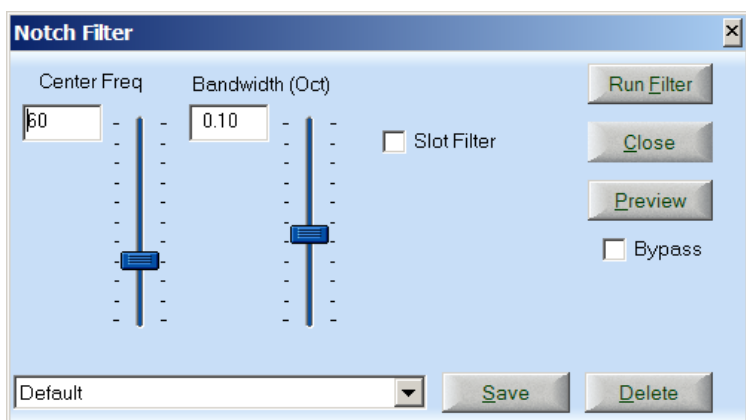 Notch Filter
Center Freq
Bandwidth (Oct)
Run Filter
60
0.10
Slot Filter
Close
Preview
Bypass
Default
Save
Delete